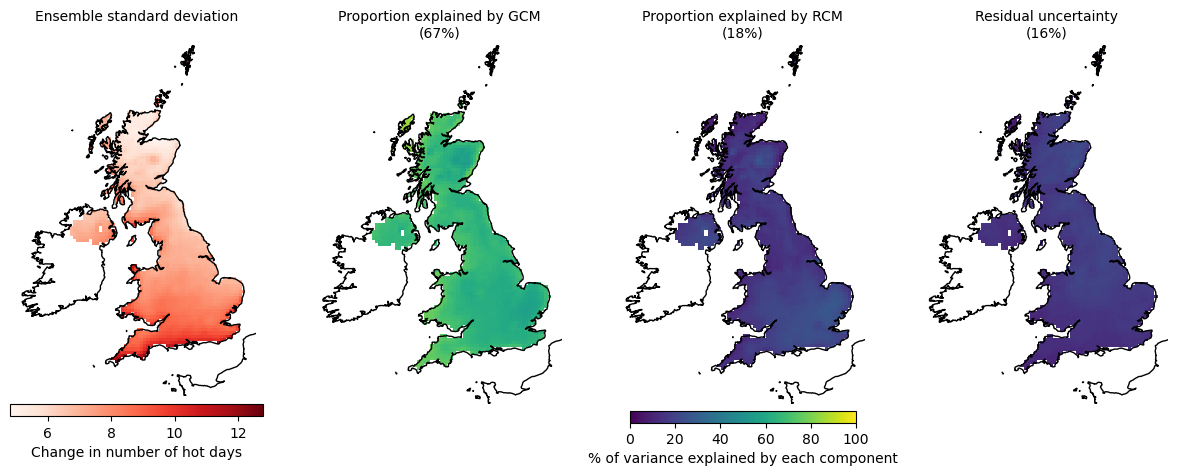 Ensemble standard deviation
Proportion explained by GCM
(67%)
Proportion explained by RCM
(18%)
Residual uncertainty
(16%)
6 8 10 12
Change in number of hot days
0 20 40 60 80 100
% of variance explained by each component